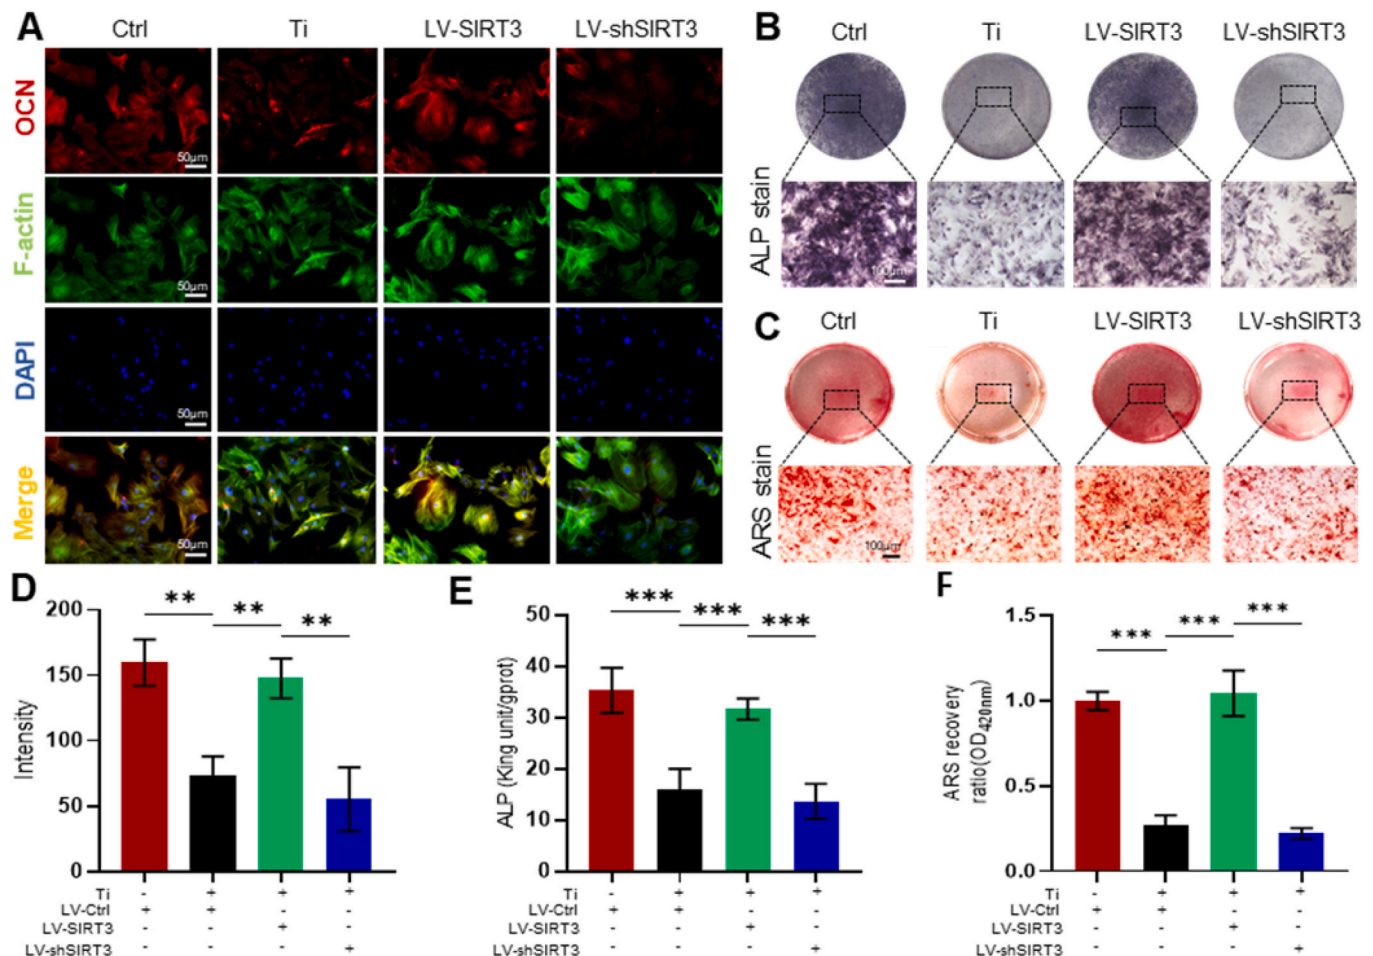 A
Ctrl Ti LV-SIRT3 LV-shSIRT3
OCN
50μm
F-actin
50μm
DAPI
50μm
Merge
50μm
B
Ctrl Ti LV-SIRT3 LV-shSIRT3
ALP stain
100μm
C
Ctrl Ti LV-SIRT3 LV-shSIRT3
ARS stain
100μm
D
** ** **
Intensity
200
150
100
50
0
Ti - + + +
LV-Ctrl + + - -
LV-SIRT3 - - + -
LV-shSIRT3 - - - +
E
*** *** ***
ALP (King unit/gprot)
50
40
30
20
10
0
Ti - + + +
LV-Ctrl + + - -
LV-SIRT3 - - + -
LV-shSIRT3 - - - +
F
*** *** ***
ARS recovery
ratio(OD420nm)
1.5
1.0
0.5
0.0
Ti - + + +
LV-Ctrl + + - -
LV-SIRT3 - - + -
LV-shSIRT3 - - - +